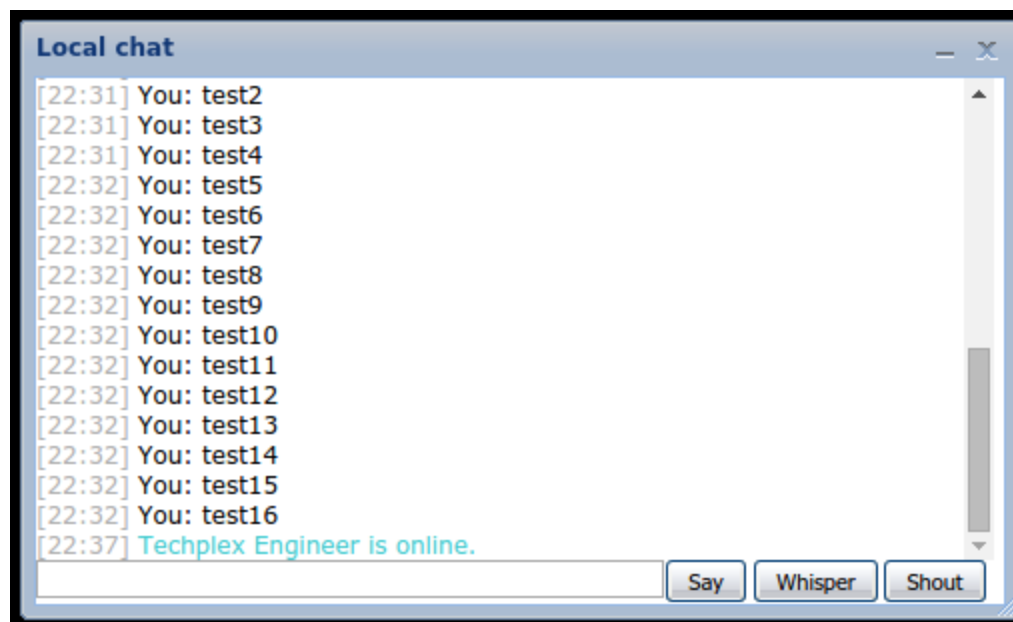 Local chat
[22:31] You: test2
[22:31] You: test3
[22:31] You: test4
[22:32] You: test5
[22:32] You: test6
[22:32] You: test7
[22:32] You: test8
[22:32] You: test9
[22:32] You: test10
[22:32] You: test11
[22:32] You: test12
[22:32] You: test13
[22:32] You: test14
[22:32] You: test15
[22:32] You: test16
[22:37] Techplex Engineer is online.
Say Whisper Shout